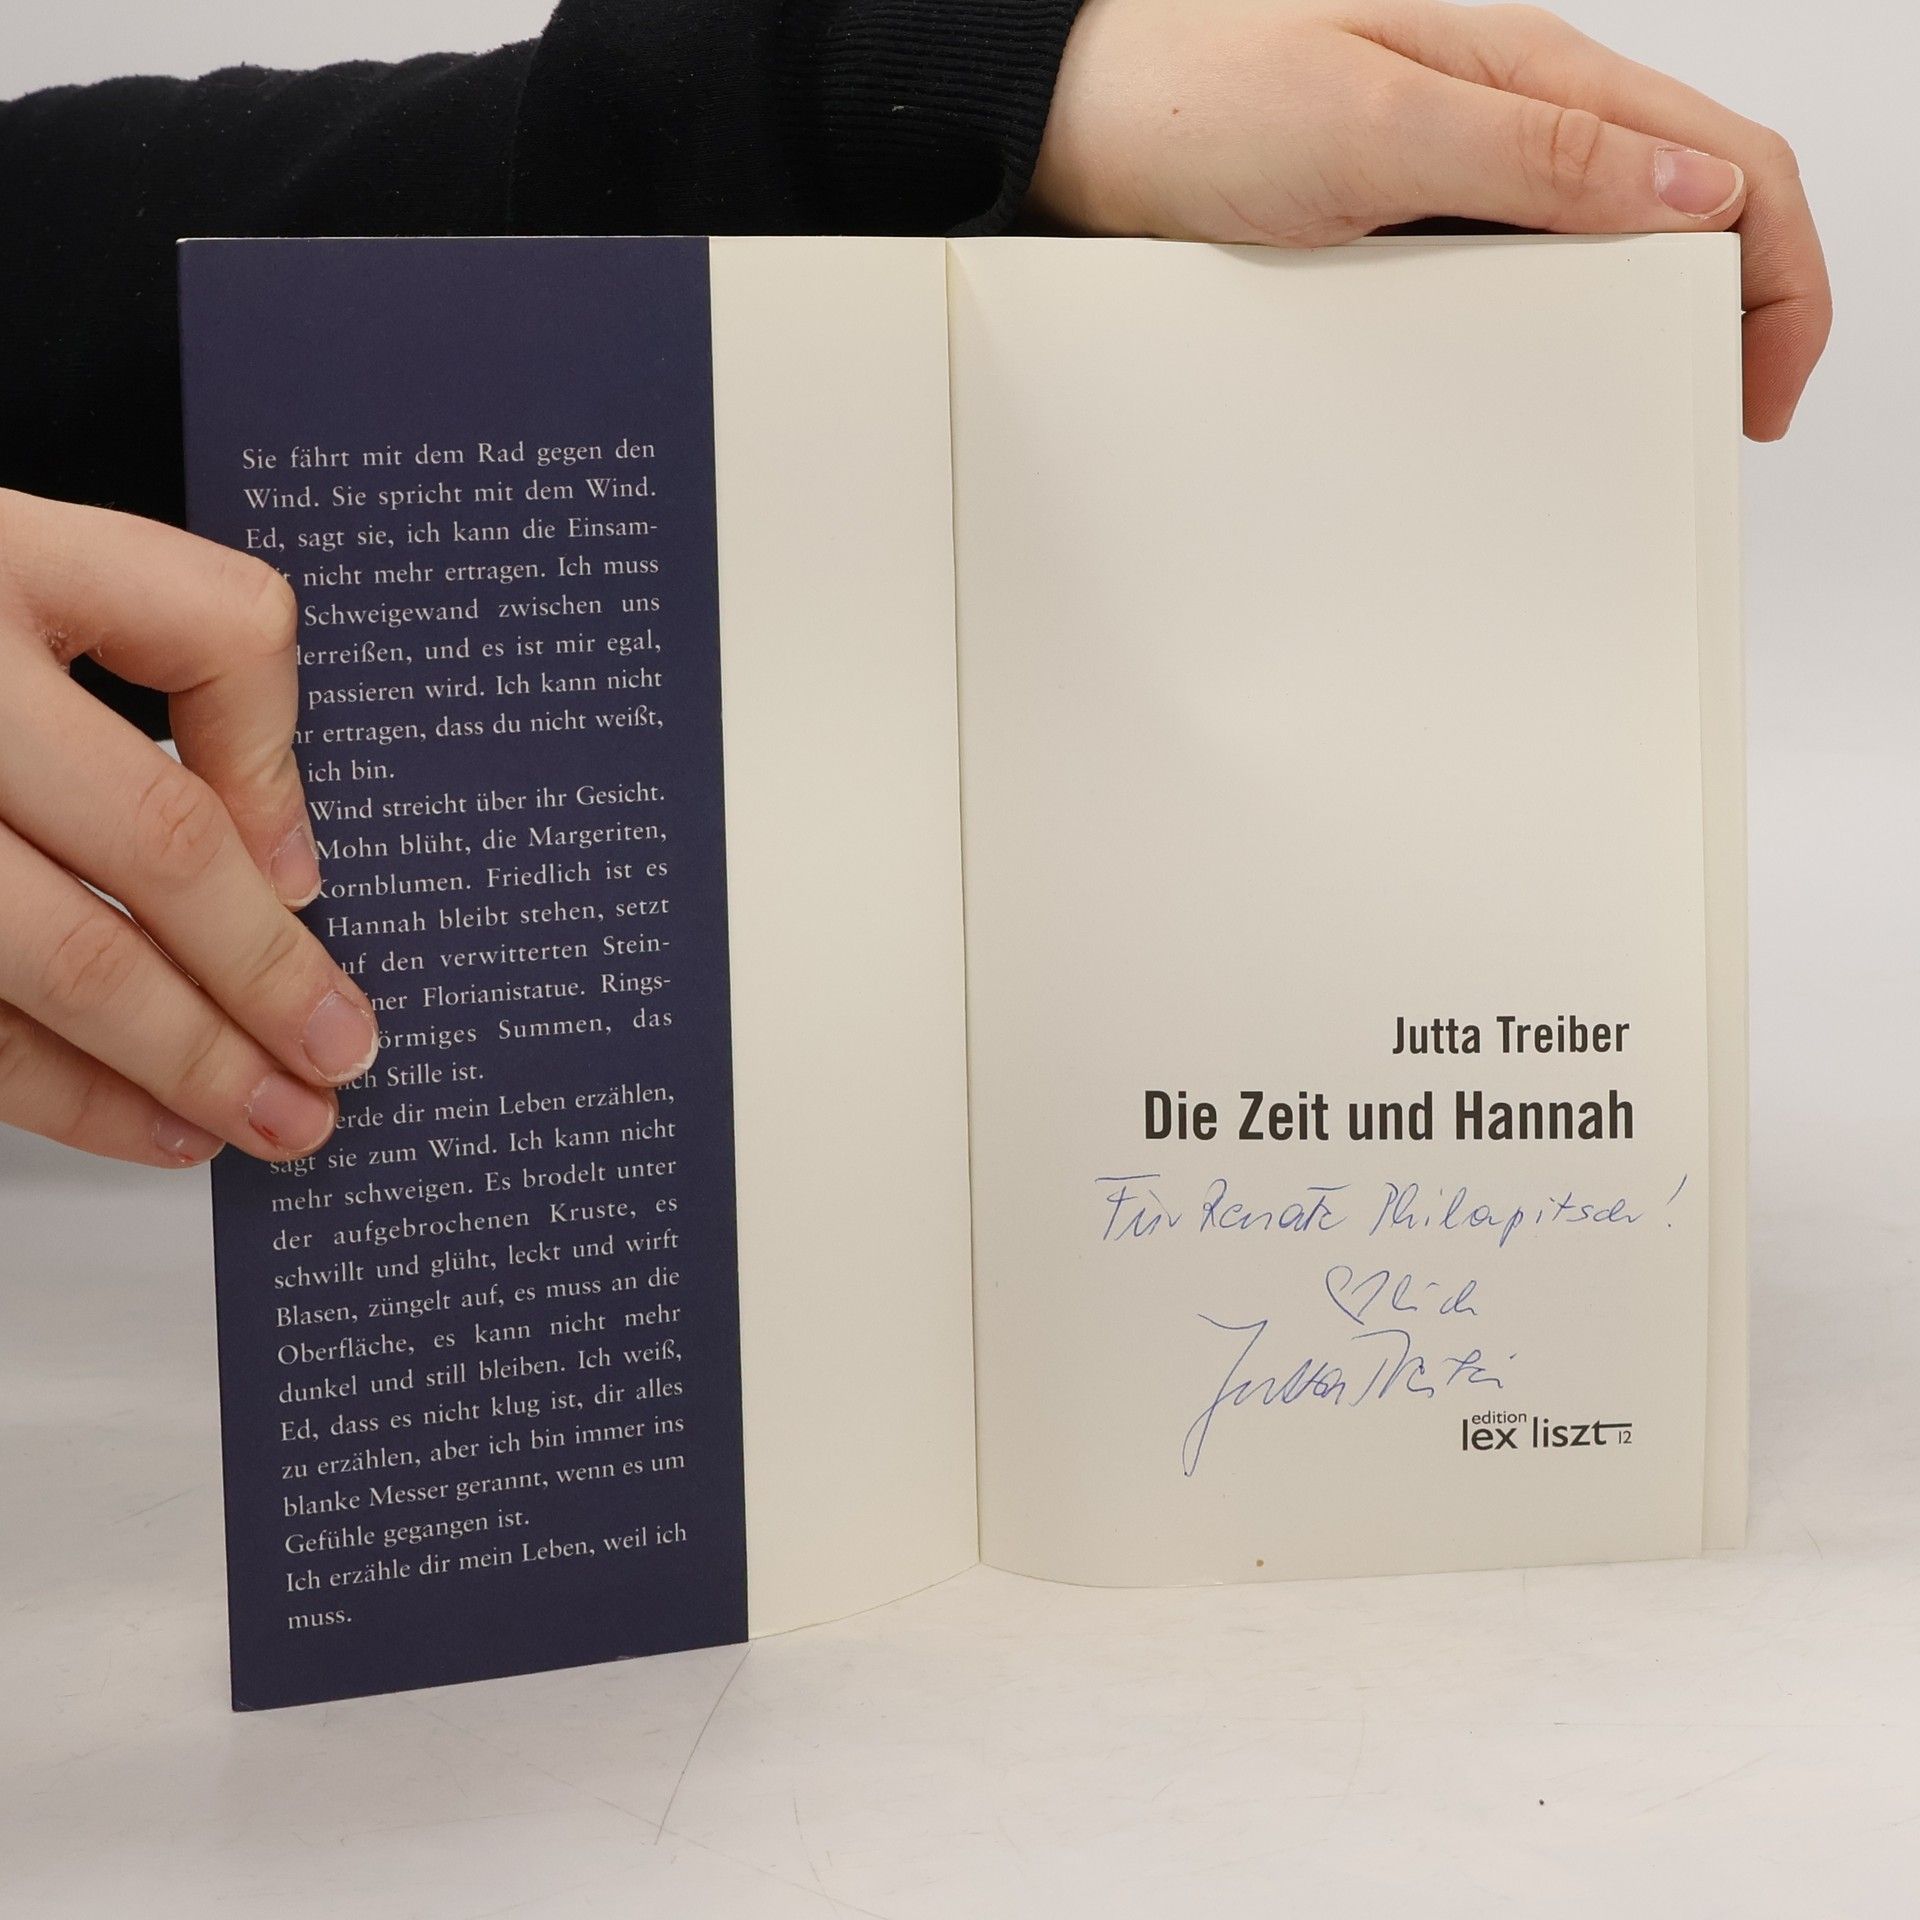 Sie fährt mit dem Rad gegen den
Wind. Sie spricht mit dem Wind.
Ed, sagt sie, ich kann die Einsam-
nicht mehr ertragen. Ich muss
Schweigewand zwischen uns
derreißen, und es ist mir egal,
passieren wird. Ich kann nicht
ertragen, dass du nicht weißt,
ich bin.
Wind streicht über ihr Gesicht.
Mohn blüht, die Margeriten,
Kornblumen. Friedlich ist es
Hannah bleibt stehen, setzt
auf den verwitterten Stein-
einer Florianistatue. Rings-
örmiges Summen, das
Stille ist.
erde dir mein Leben erzählen,
sagt sie zum Wind. Ich kann nicht
mehr schweigen. Es brodelt unter
der aufgebrochenen Kruste, es
schwillt und glüht, leckt und wirft
Blasen, züngelt auf, es muss an die
Oberfläche, es kann nicht mehr
dunkel und still bleiben. Ich weiß,
Ed, dass es nicht klug ist, dir alles
zu erzählen, aber ich bin immer ins
blanke Messer gerannt, wenn es um
Gefühle gegangen ist.
Ich erzähle dir mein Leben, weil ich
muss.
Jutta Treiber
Die Zeit und Hannah
Für Renate Philapitsch!
♡lich
Jutta Treiber
edition
lex liszt 12